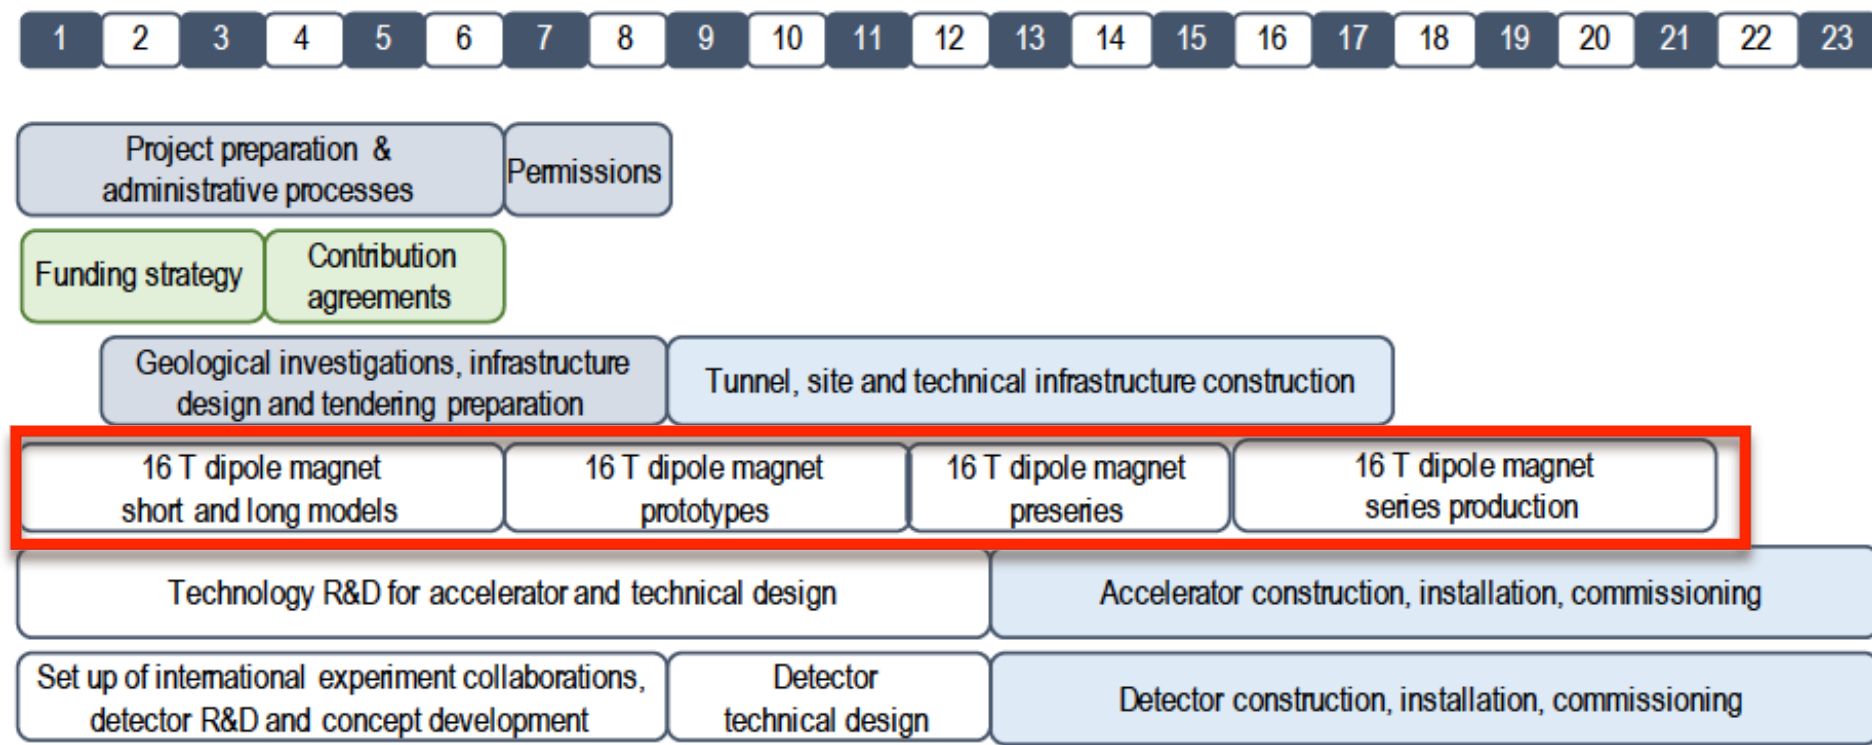 1 2 3 4 5 6 7 8 9 10 11 12 13 14 15 16 17 18 19 20 21 22 23
Project preparation &
administrative processes
Permissions
Funding strategy
Contribution
agreements
Geological investigations, infrastructure
design and tendering preparation
Tunnel, site and technical infrastructure construction
16 T dipole magnet
short and long models
16 T dipole magnet
prototypes
16 T dipole magnet
preseries
16 T dipole magnet
series production
Technology R&D for accelerator and technical design
Accelerator construction, installation, commissioning
Set up of international experiment collaborations,
detector R&D and concept development
Detector
technical design
Detector construction, installation, commissioning